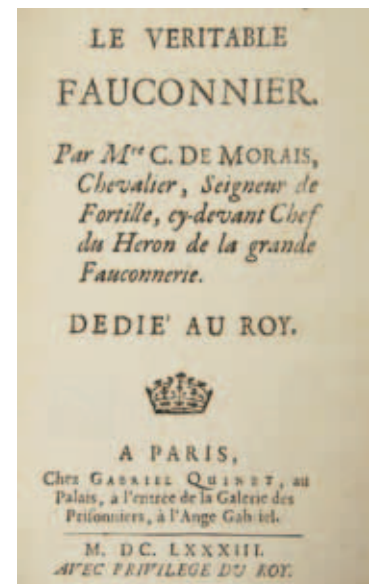 LE VERITABLE
FAUCONNIER.
Par Mre C. DE MORAIS,
Chevalier, Seigneur de
Fortille, cy-devant Chef
du Heron de la grande
Fauconnerie.
DEDIE' AU ROY.
A PARIS,
Chez GABRIEL QUINET, au
Palais, à l'entrée de la Galerie des
Prisonniers, à l'Ange Gabriel.
M. DC. LXXXIII.
AVEC PRIVILEGE DU ROY.